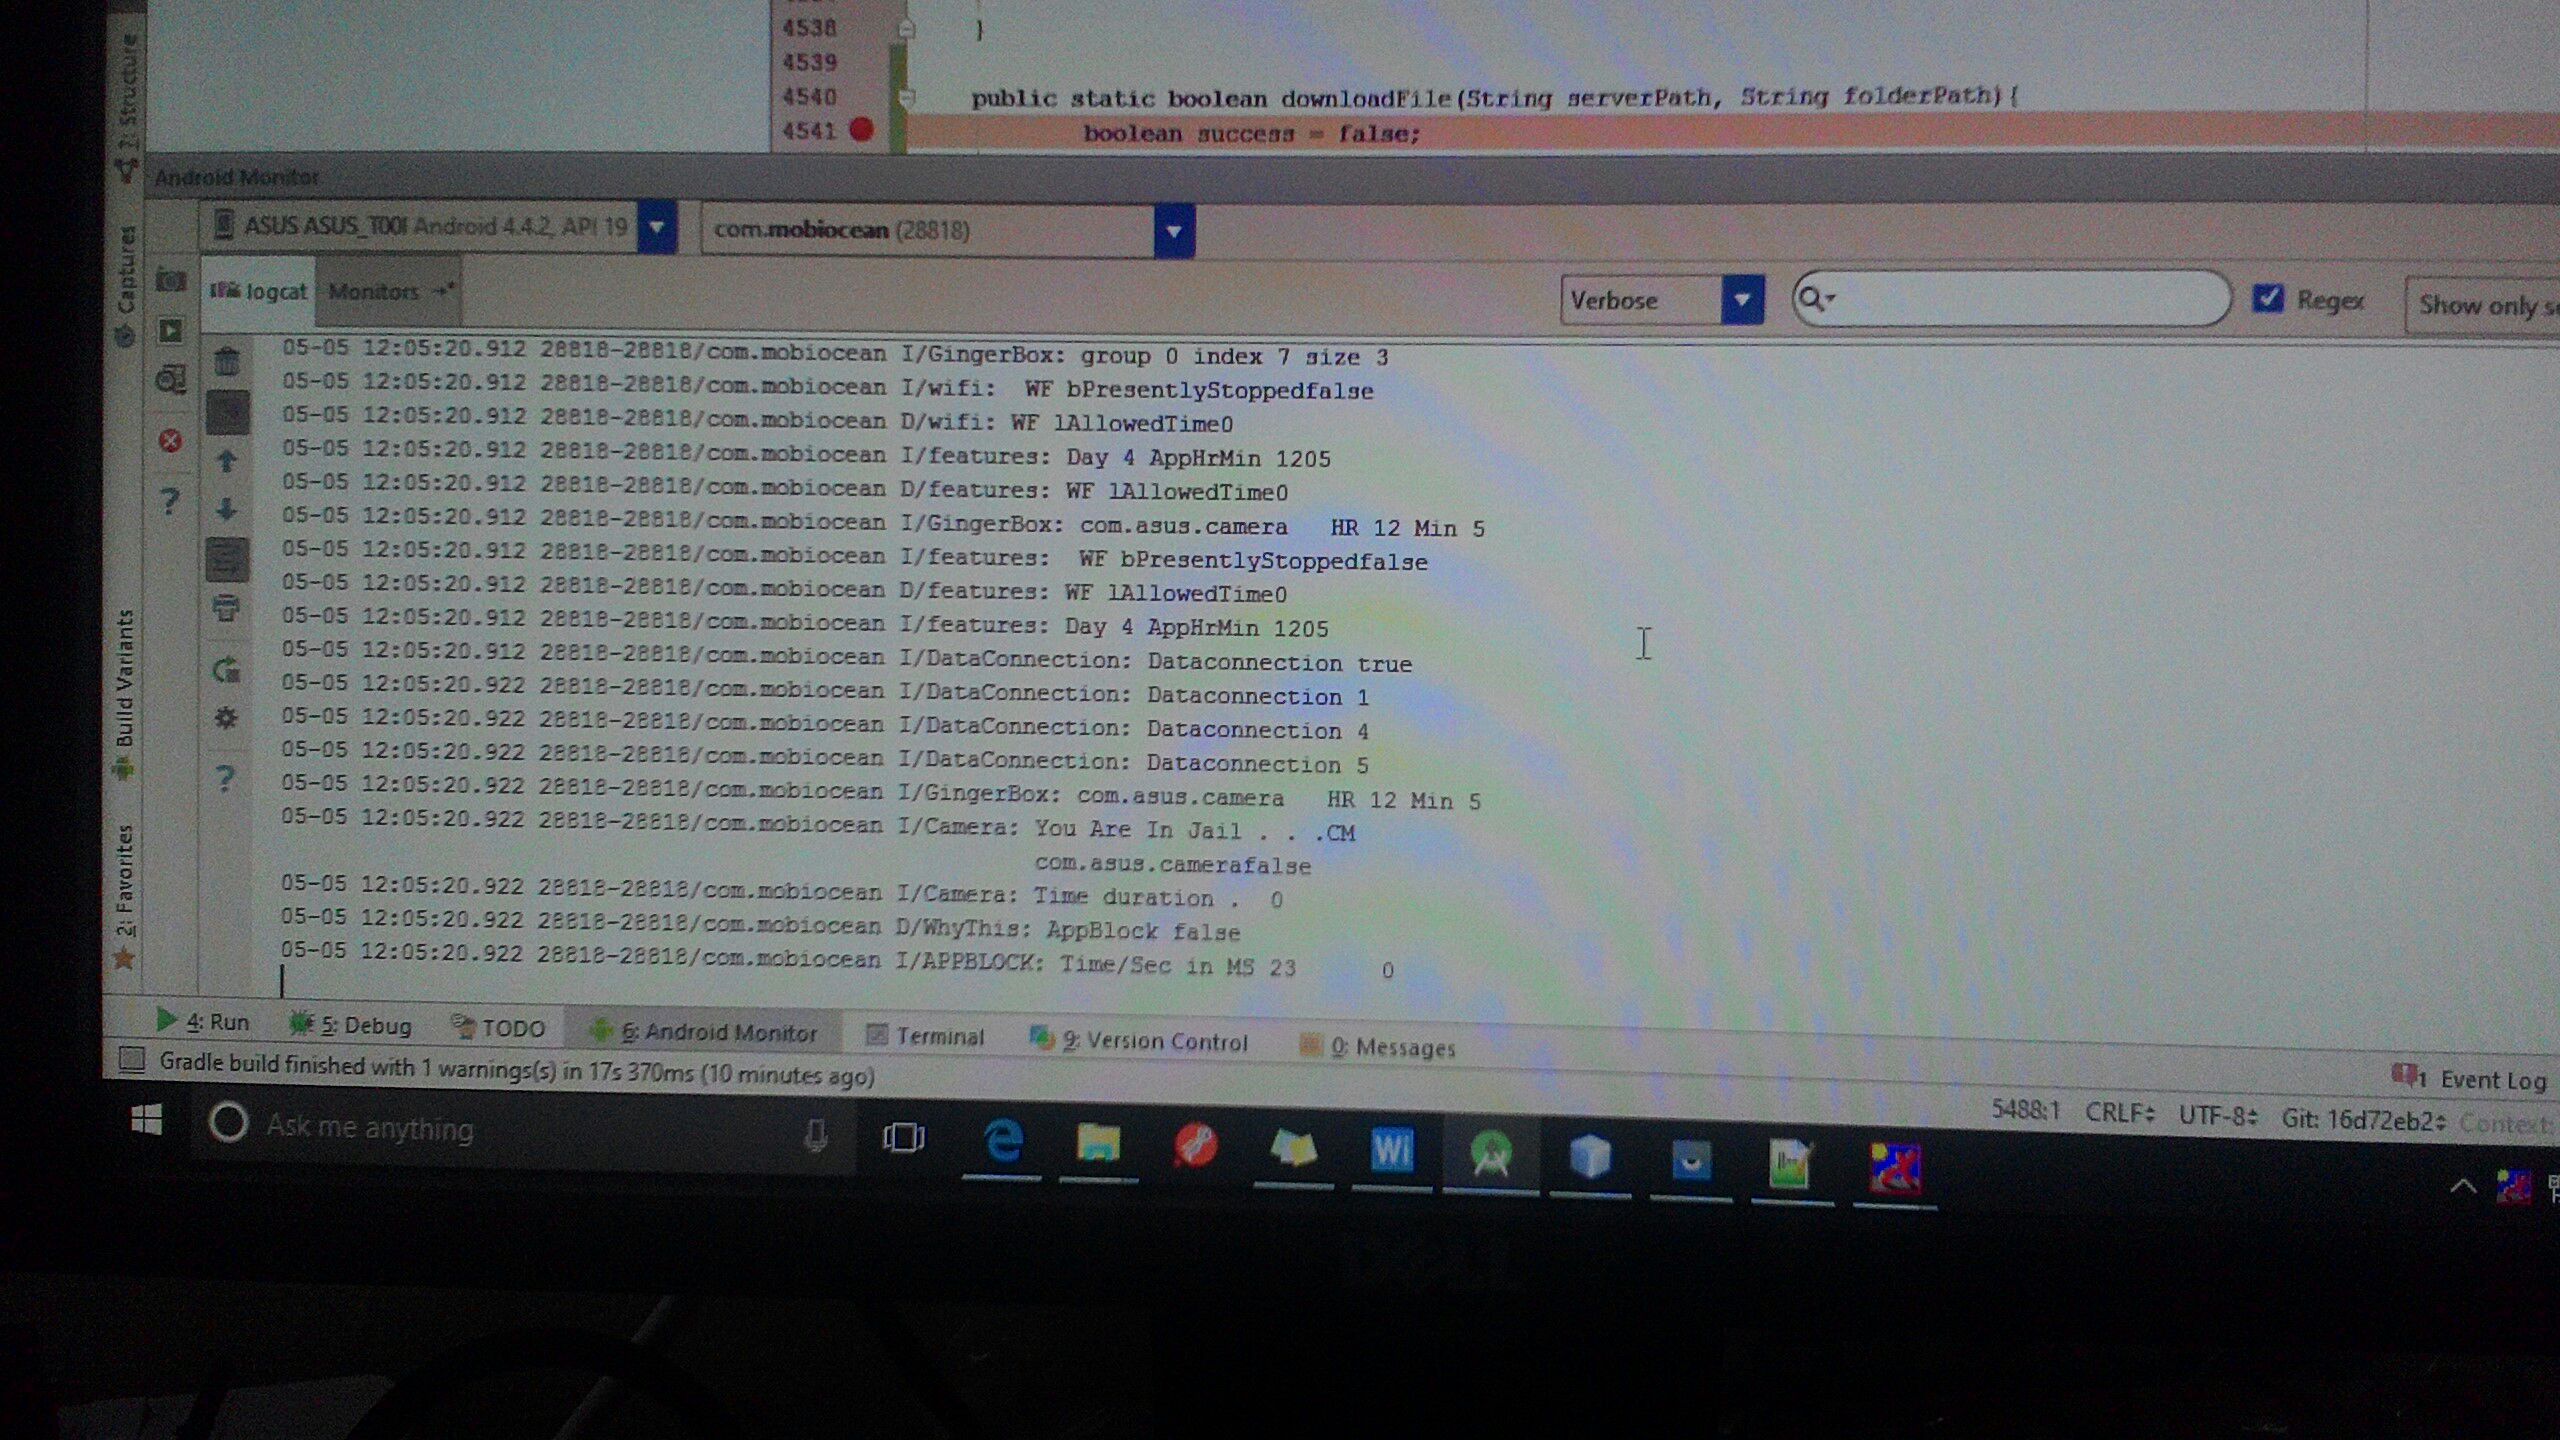 4538 }
4539
4540 public static boolean downloadFile(String serverPath, String folderPath){
4541 boolean success = false;
1: Structure
Android Monitor
ASUS ASUS_T00I Android 4.4.2, API 19
com.mobiocean (28818)
Captures
logcat Monitors
Verbose
Regex
Show only
05-05 12:05:20.912 28818-28818/com.mobiocean I/GingerBox: group 0 index 7 size 3
05-05 12:05:20.912 28818-28818/com.mobiocean I/wifi:  WF bPresentlyStoppedfalse
05-05 12:05:20.912 28818-28818/com.mobiocean D/wifi: WF lAllowedTime0
05-05 12:05:20.912 28818-28818/com.mobiocean I/features: Day 4 AppHrMin 1205
05-05 12:05:20.912 28818-28818/com.mobiocean D/features: WF lAllowedTime0
05-05 12:05:20.912 28818-28818/com.mobiocean I/GingerBox: com.asus.camera   HR 12 Min 5
05-05 12:05:20.912 28818-28818/com.mobiocean I/features:  WF bPresentlyStoppedfalse
05-05 12:05:20.912 28818-28818/com.mobiocean D/features: WF lAllowedTime0
05-05 12:05:20.912 28818-28818/com.mobiocean I/features: Day 4 AppHrMin 1205
05-05 12:05:20.912 28818-28818/com.mobiocean I/DataConnection: Dataconnection true
05-05 12:05:20.922 28818-28818/com.mobiocean I/DataConnection: Dataconnection 1
05-05 12:05:20.922 28818-28818/com.mobiocean I/DataConnection: Dataconnection 4
05-05 12:05:20.922 28818-28818/com.mobiocean I/DataConnection: Dataconnection 5
05-05 12:05:20.922 28818-28818/com.mobiocean I/GingerBox: com.asus.camera   HR 12 Min 5
05-05 12:05:20.922 28818-28818/com.mobiocean I/Camera: You Are In Jail . . .CM
com.asus.camerafalse
05-05 12:05:20.922 28818-28818/com.mobiocean I/Camera: Time duration .  0
05-05 12:05:20.922 28818-28818/com.mobiocean D/WhyThis: AppBlock false
05-05 12:05:20.922 28818-28818/com.mobiocean I/APPBLOCK: Time/Sec in MS 23      0
Build Variants
2: Favorites
4: Run 5: Debug TODO 6: Android Monitor Terminal 9: Version Control 0: Messages
1 Event Log
Gradle build finished with 1 warnings(s) in 17s 370ms (10 minutes ago)
5488:1 CRLF UTF-8 Git: 16d72eb2 Context:
Ask me anything